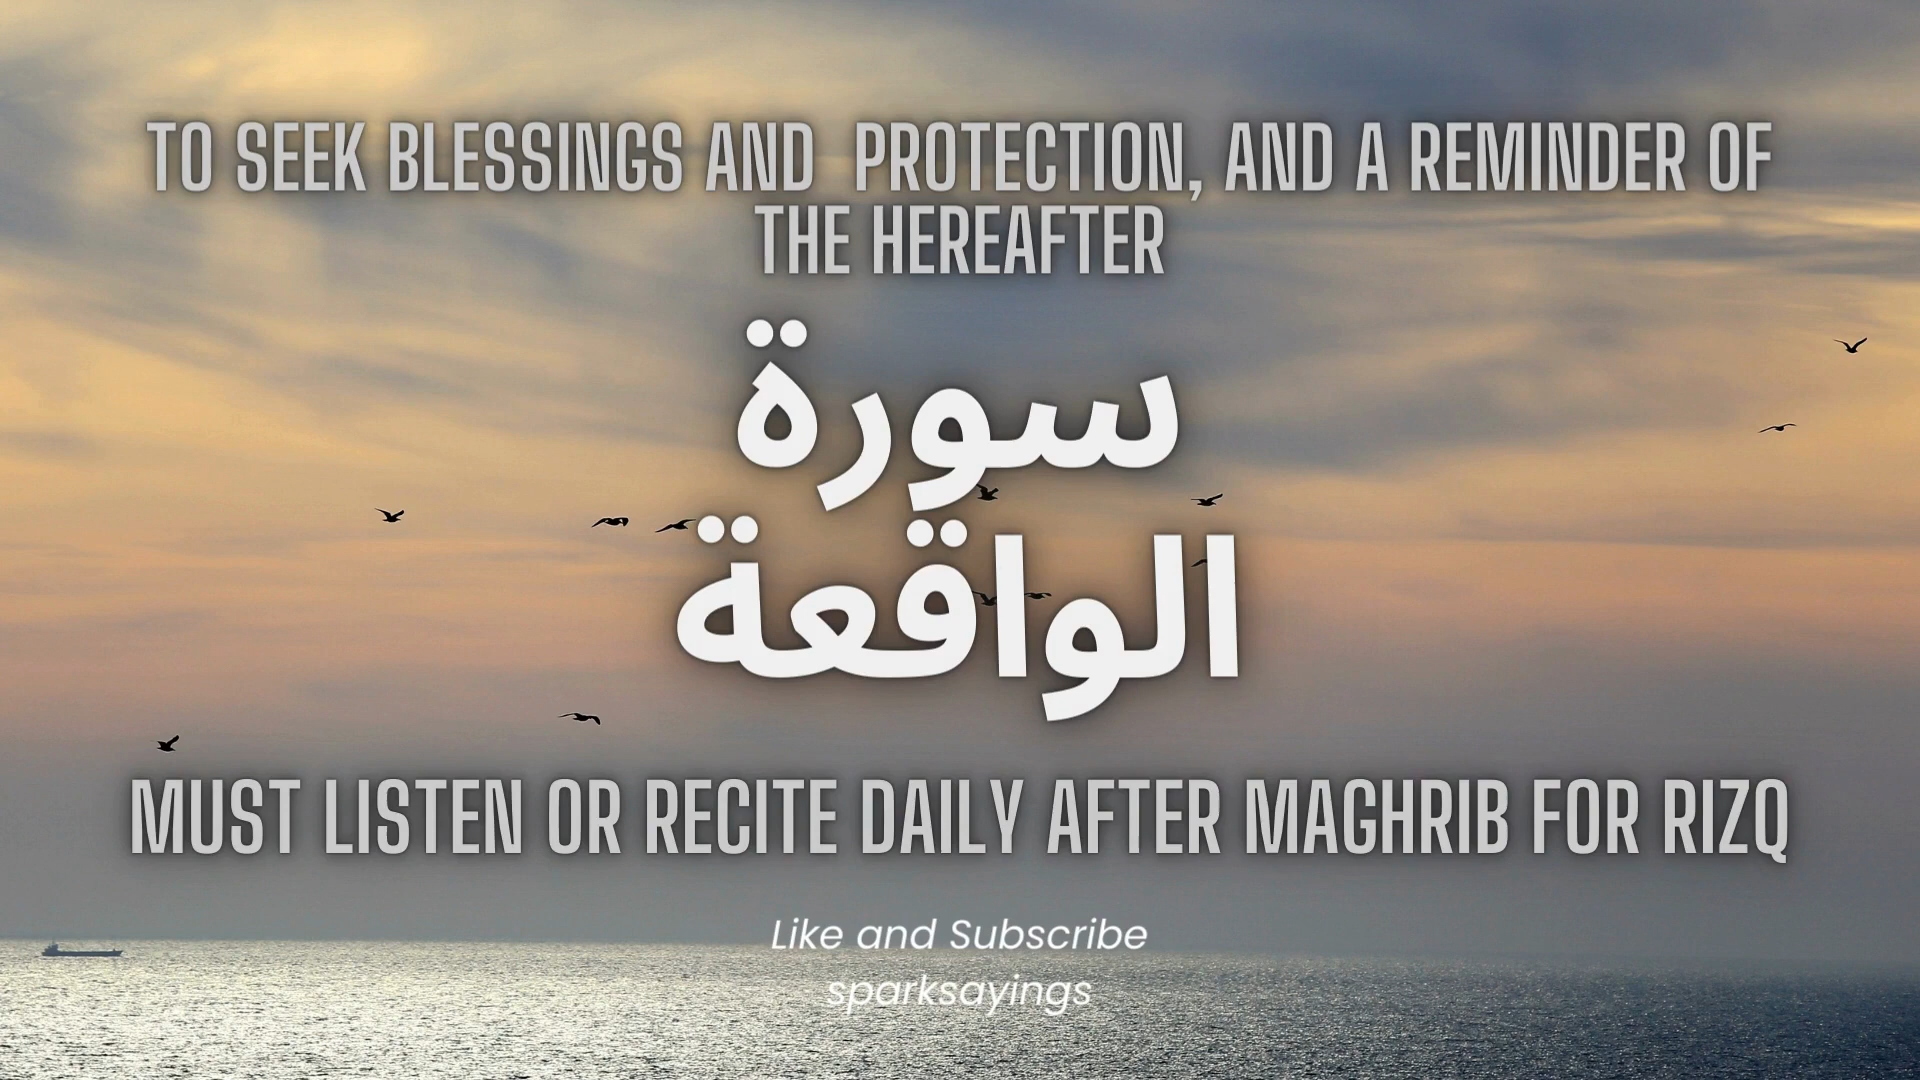 TO SEEK BLESSINGS AND  PROTECTION, AND A REMINDER OF
THE HEREAFTER
سورة
الواقعة
MUST LISTEN OR RECITE DAILY AFTER MAGHRIB FOR RIZQ
Like and Subscribe
sparksayings